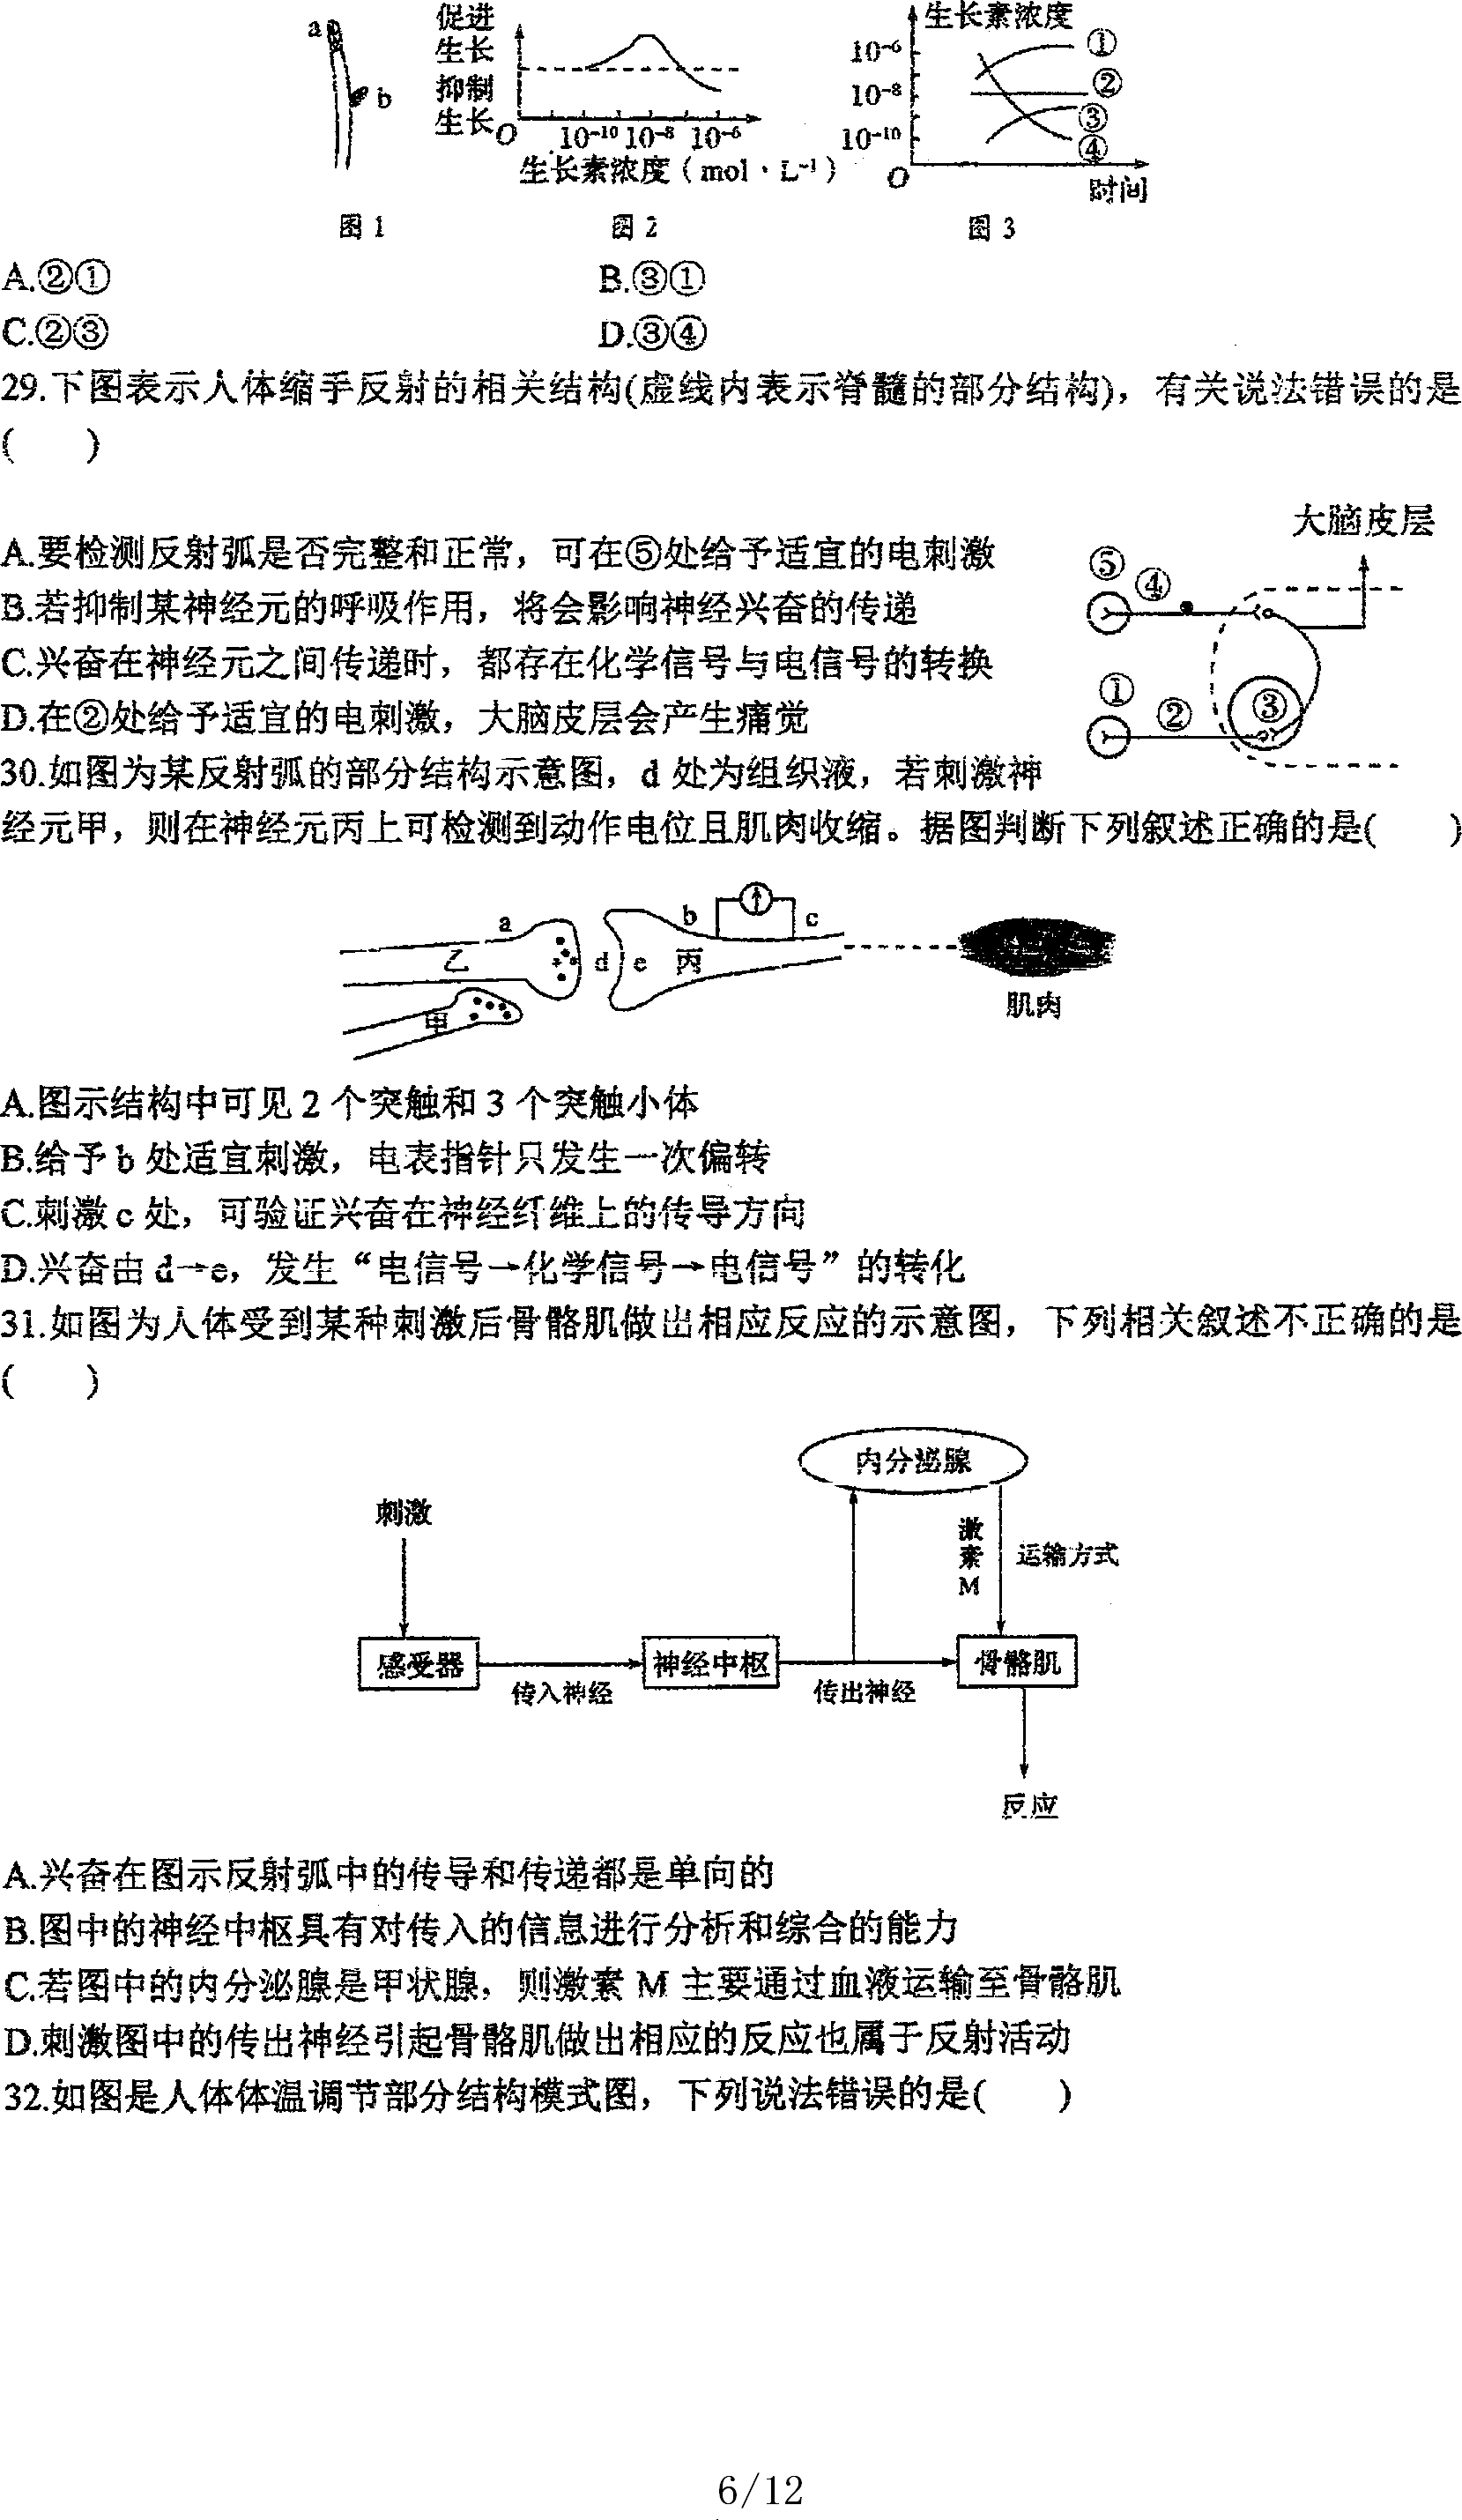 a
b
图 1
促进
生长
抑制
生长
O
10⁻¹⁰ 10⁻⁸ 10⁻⁶
生长素浓度（mol·L⁻¹）
图 2
生长素浓度
10⁻⁶
10⁻⁸
10⁻¹⁰
①
②
③
④
O
时间
图 3
A.②①
B.③①
C.②③
D.③④
29.下图表示人体缩手反射的相关结构(虚线内表示脊髓的部分结构)，有关说法错误的是
( )
A.要检测反射弧是否完整和正常，可在⑤处给予适宜的电刺激
B.若抑制某神经元的呼吸作用，将会影响神经兴奋的传递
C.兴奋在神经元之间传递时，都存在化学信号与电信号的转换
D.在②处给予适宜的电刺激，大脑皮层会产生痛觉
大脑皮层
⑤
④
①
②
③
30.如图为某反射弧的部分结构示意图，d 处为组织液，若刺激神
经元甲，则在神经元丙上可检测到动作电位且肌肉收缩。据图判断下列叙述正确的是( )
a
b
c
乙
d
e
丙
甲
肌肉
A.图示结构中可见 2 个突触和 3 个突触小体
B.给予 b 处适宜刺激，电表指针只发生一次偏转
C.刺激 c 处，可验证兴奋在神经纤维上的传导方向
D.兴奋由 d→e，发生“电信号→化学信号→电信号”的转化
31.如图为人体受到某种刺激后骨骼肌做出相应反应的示意图，下列相关叙述不正确的是
( )
内分泌腺
刺激
激素M
运输方式
感受器
传入神经
神经中枢
传出神经
骨骼肌
反应
A.兴奋在图示反射弧中的传导和传递都是单向的
B.图中的神经中枢具有对传入的信息进行分析和综合的能力
C.若图中的内分泌腺是甲状腺，则激素 M 主要通过血液运输至骨骼肌
D.刺激图中的传出神经引起骨骼肌做出相应的反应也属于反射活动
32.如图是人体体温调节部分结构模式图，下列说法错误的是( )
6/12